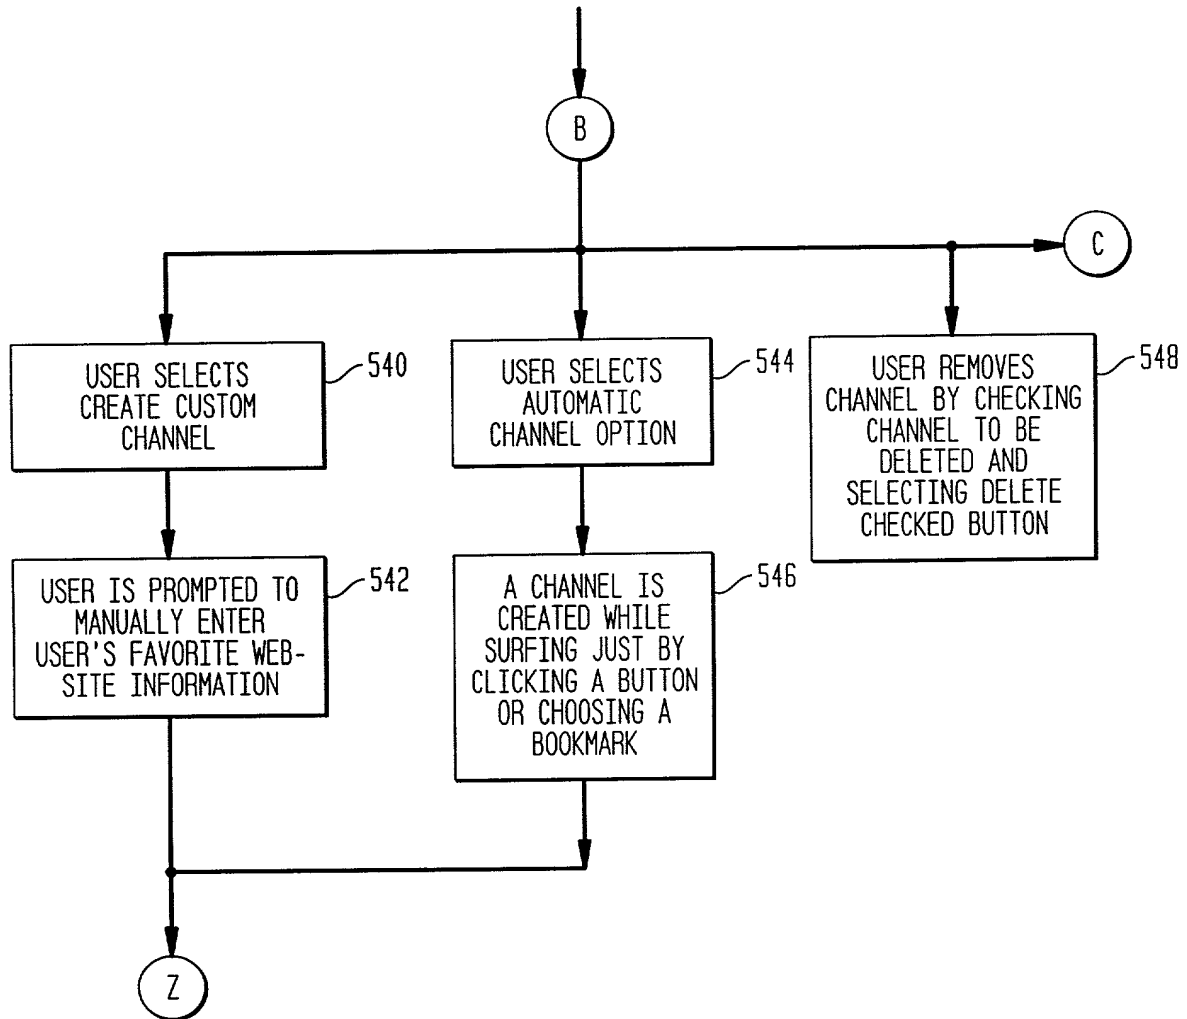 B
C
USER SELECTS
CREATE CUSTOM
CHANNEL
540
USER SELECTS
AUTOMATIC
CHANNEL OPTION
544
USER REMOVES
CHANNEL BY CHECKING
CHANNEL TO BE
DELETED AND
SELECTING DELETE
CHECKED BUTTON
548
USER IS PROMPTED TO
MANUALLY ENTER
USER'S FAVORITE WEB-
SITE INFORMATION
542
A CHANNEL IS
CREATED WHILE
SURFING JUST BY
CLICKING A BUTTON
OR CHOOSING A
BOOKMARK
546
Z